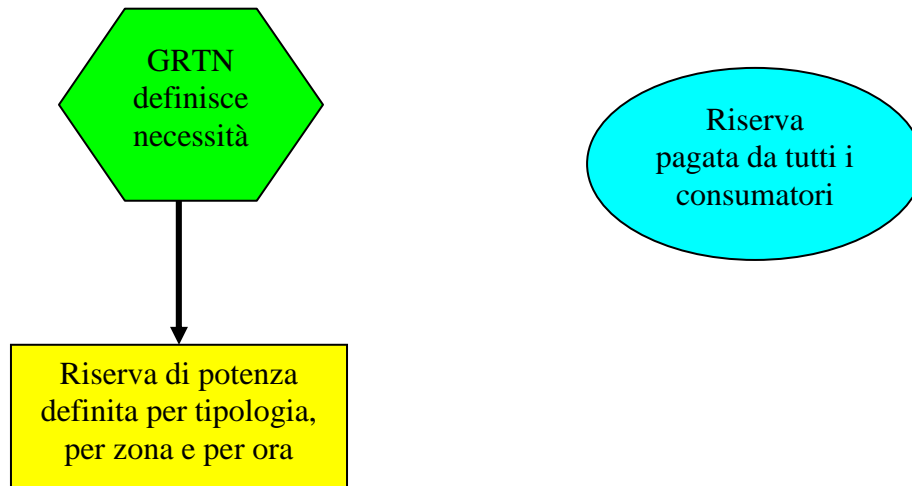 GRTN
definisce
necessità
Riserva
pagata da tutti i
consumatori
Riserva di potenza
definita per tipologia,
per zona e per ora